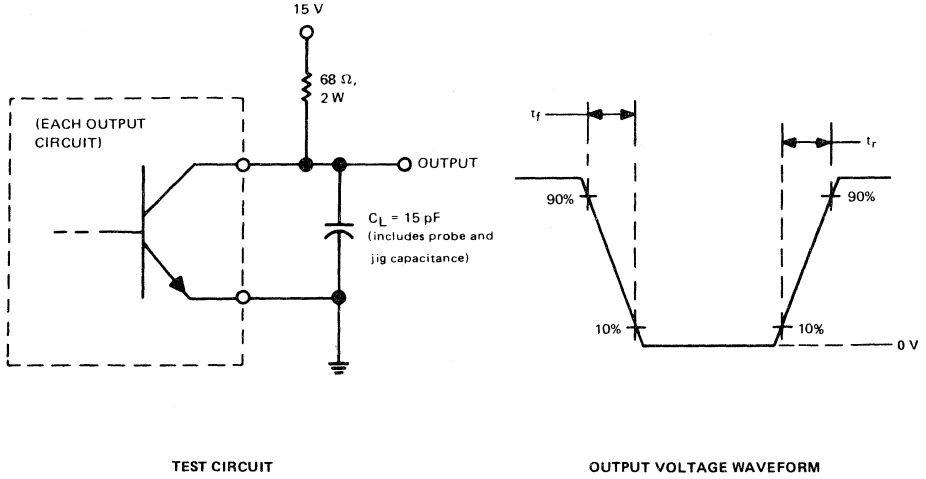 15 V
68 Ω,
2 W
(EACH OUTPUT
CIRCUIT)
OUTPUT
CL = 15 pF
(includes probe and
jig capacitance)
tf
tr
90%
90%
10%
10%
0 V
TEST CIRCUIT
OUTPUT VOLTAGE WAVEFORM